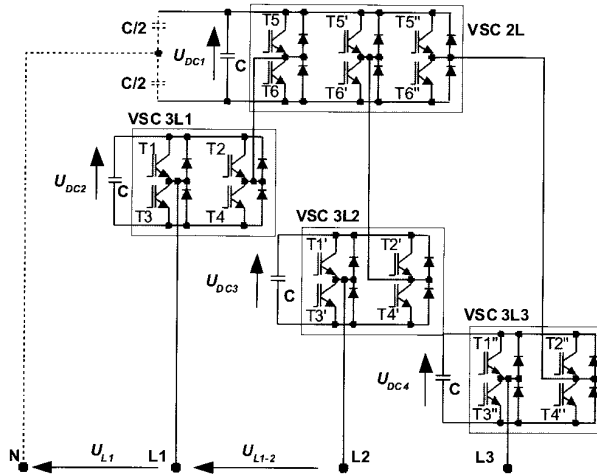 C/2
C/2
U_DC1
C
T5
T6
T5'
T6'
T5"
T6"
VSC 2L
VSC 3L1
U_DC2
C
T1
T2
T3
T4
VSC 3L2
U_DC3
C
T1'
T2'
T3'
T4'
VSC 3L3
U_DC4
C
T1"
T2"
T3"
T4"
N
U_L1
L1
U_L1-2
L2
L3